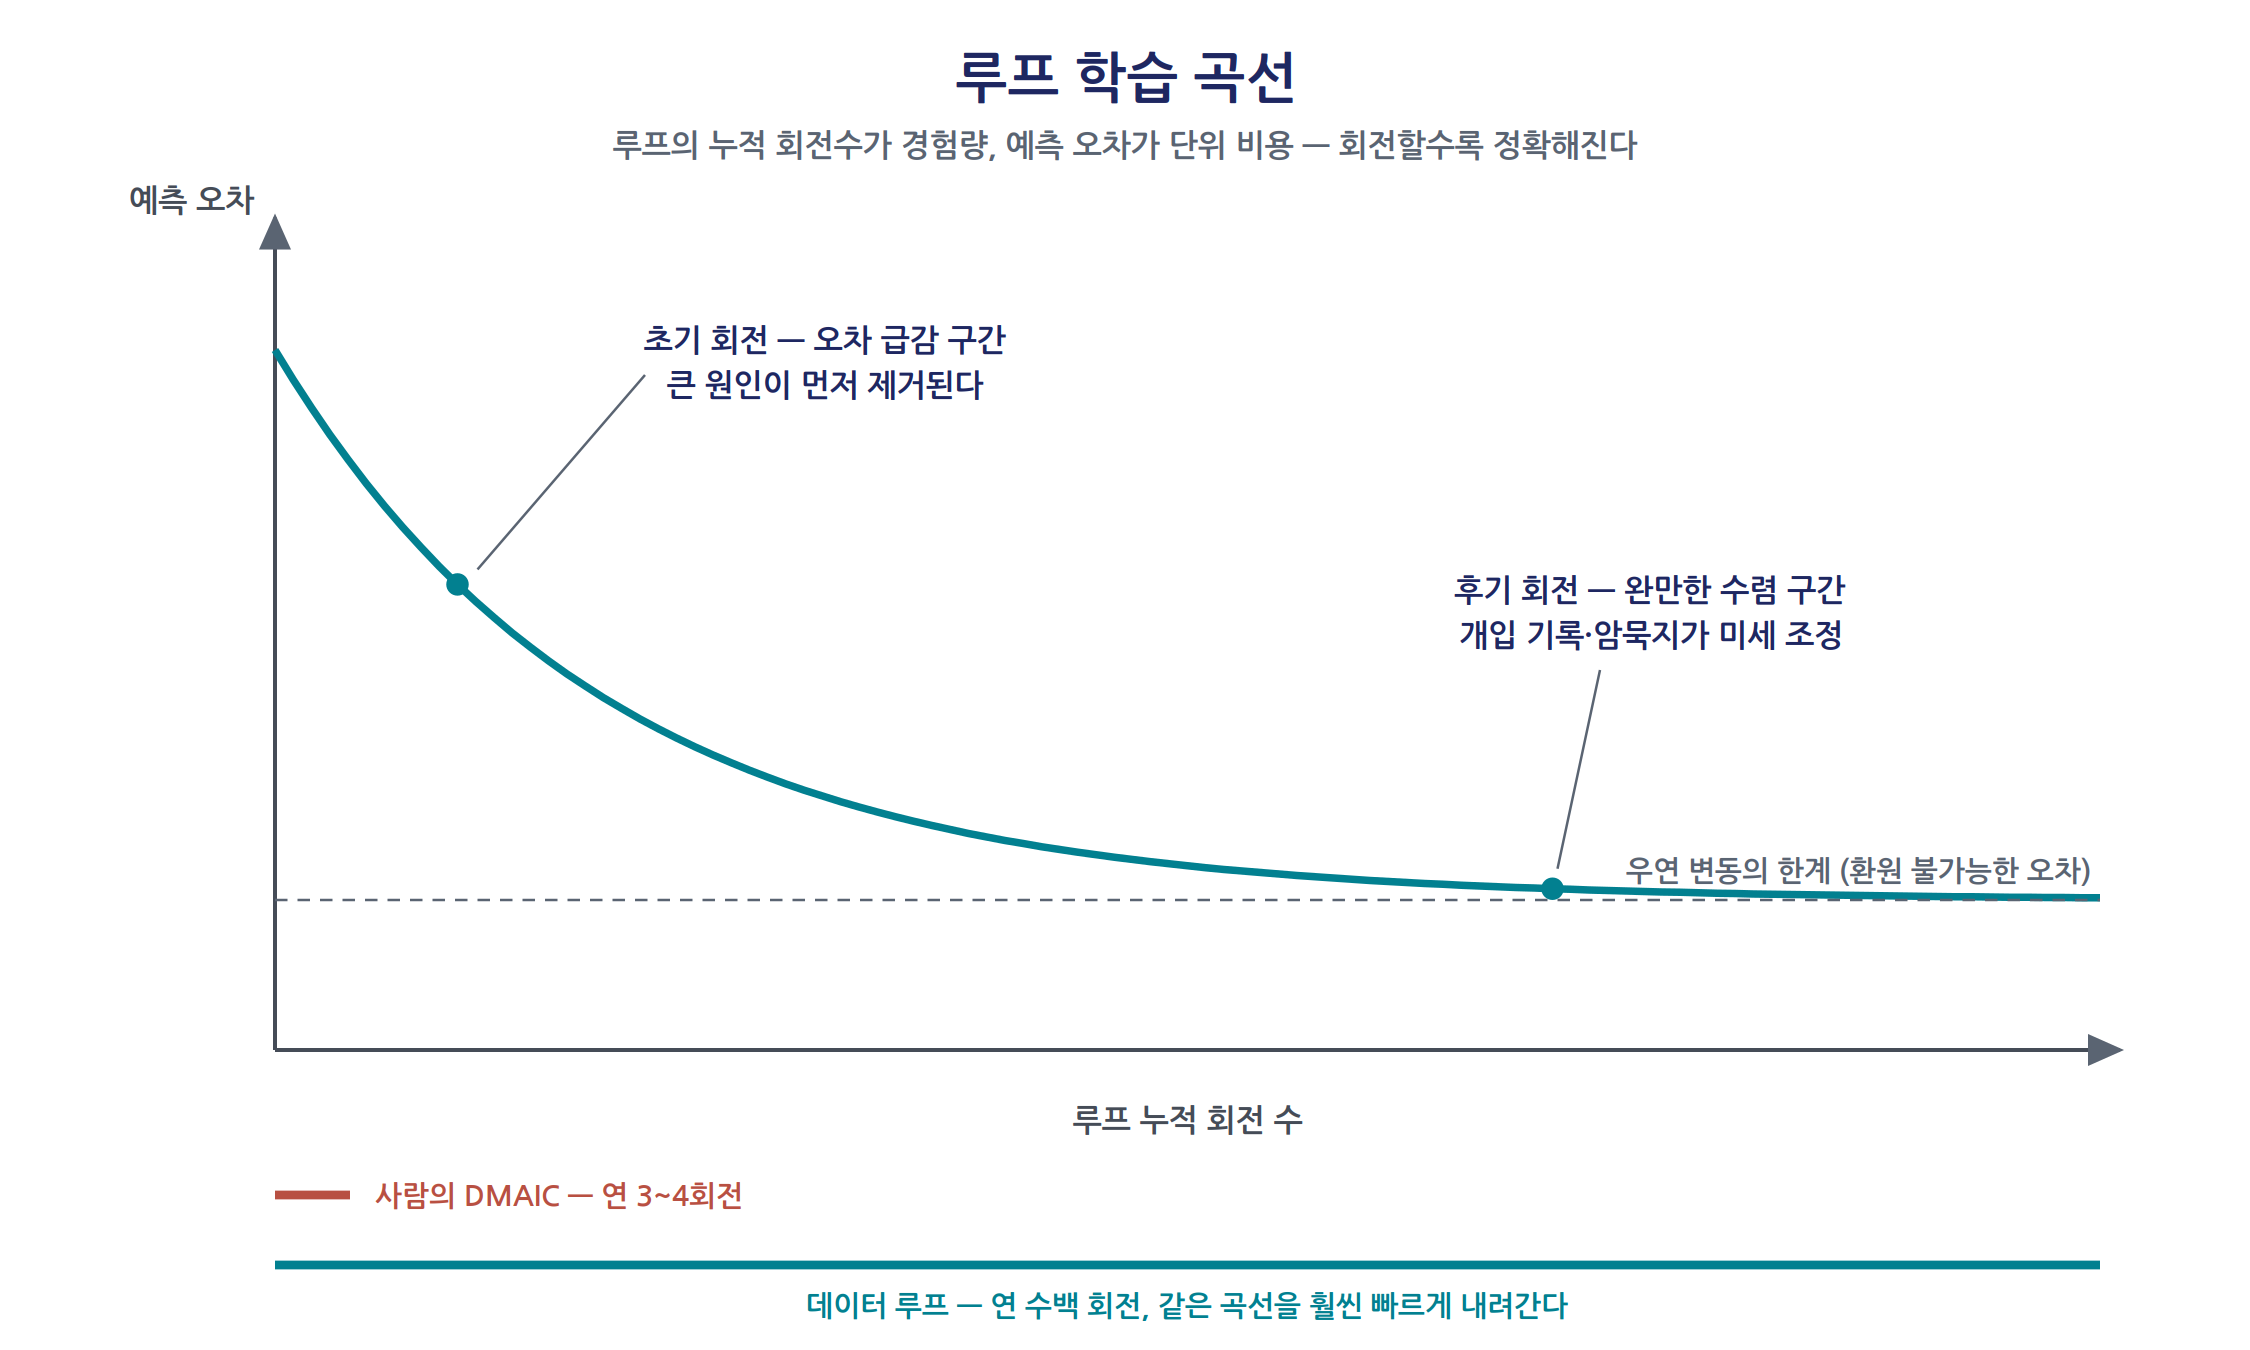 루프 학습 곡선
루프의 누적 회전수가 경험량, 예측 오차가 단위 비용 — 회전할수록 정확해진다
예측 오차
초기 회전 — 오차 급감 구간
큰 원인이 먼저 제거된다
후기 회전 — 완만한 수렴 구간
개입 기록·암묵지가 미세 조정
우연 변동의 한계 (환원 불가능한 오차)
루프 누적 회전 수
사람의 DMAIC — 연 3~4회전
데이터 루프 — 연 수백 회전, 같은 곡선을 훨씬 빠르게 내려간다